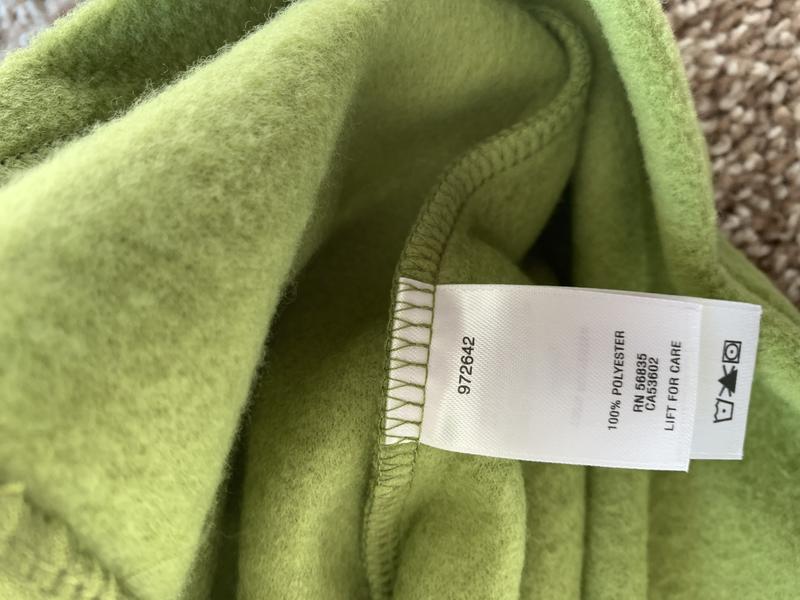 972642
100% POLYESTER
RN 56835
CA53602
LIFT FOR CARE